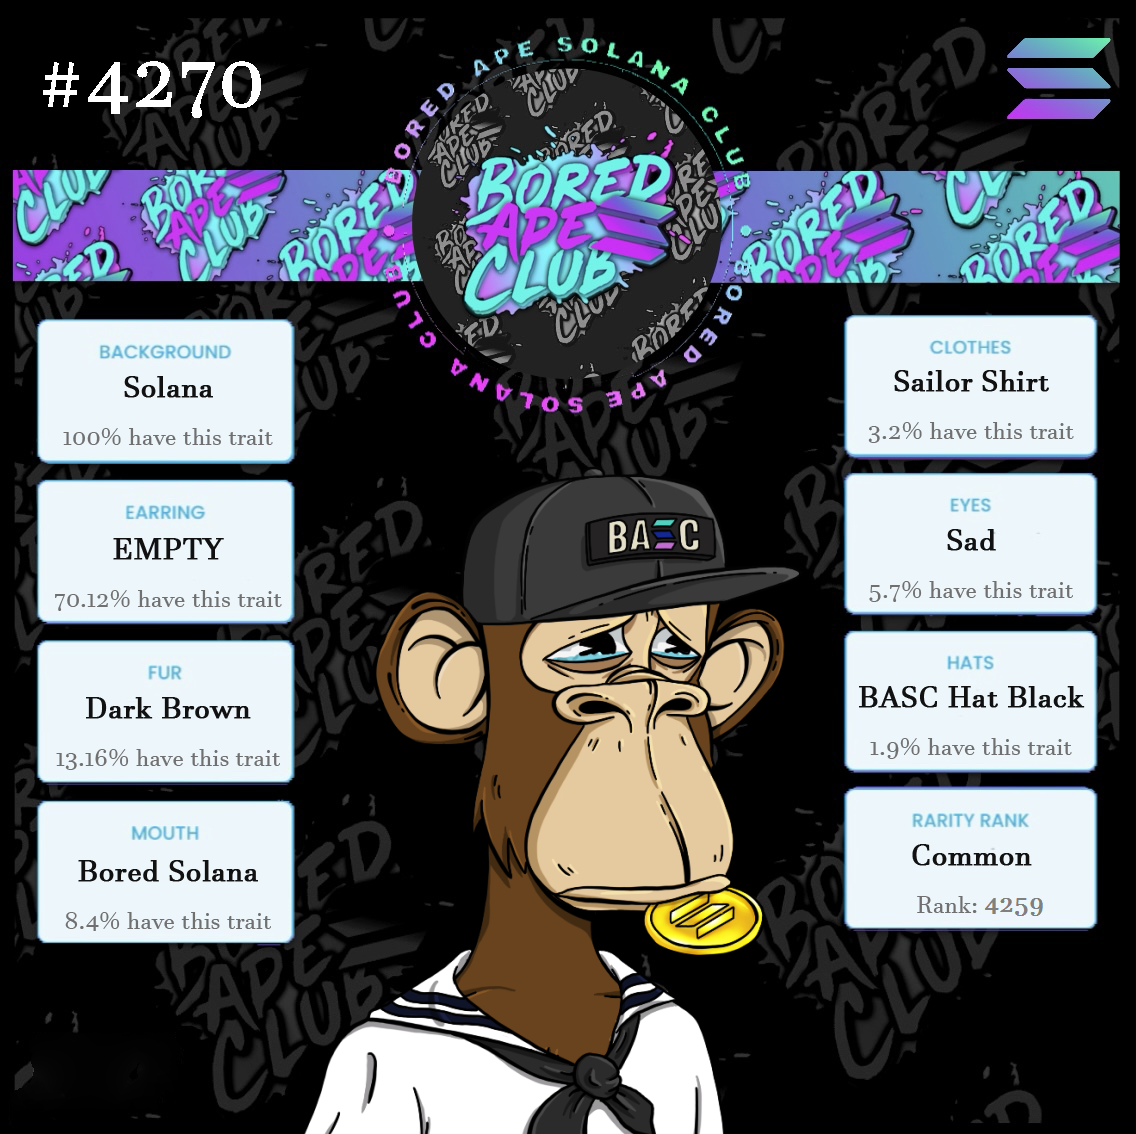 #4270
BORED APE SOLANA CLUB
BORED APE SOLANA CLUB
BORED
APE
CLUB
BACKGROUND
Solana
100% have this trait
EARRING
EMPTY
70.12% have this trait
FUR
Dark Brown
13.16% have this trait
MOUTH
Bored Solana
8.4% have this trait
CLOTHES
Sailor Shirt
3.2% have this trait
EYES
Sad
5.7% have this trait
HATS
BASC Hat Black
1.9% have this trait
RARITY RANK
Common
Rank: 4259
BASC